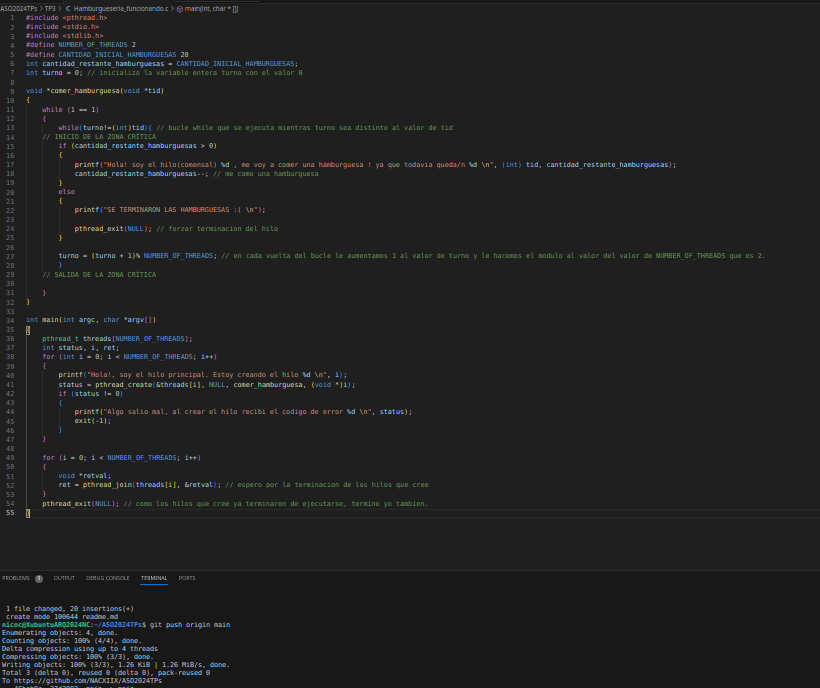 ASO2024TPs > TP3 > C Hamburgueseria_funcionando.c > main(int, char * [])
1 #include <pthread.h>
2 #include <stdio.h>
3 #include <stdlib.h>
4 #define NUMBER_OF_THREADS 2
5 #define CANTIDAD_INICIAL_HAMBURGUESAS 20
6 int cantidad_restante_hamburguesas = CANTIDAD_INICIAL_HAMBURGUESAS;
7 int turno = 0; // inicializo la variable entera turno con el valor 0
8
9 void *comer_hamburguesa(void *tid)
10 {
11 while (1 == 1)
12 {
13 while(turno!=(int)tid){ // bucle while que se ejecuta mientras turno sea distinto al valor de tid
14 // INICIO DE LA ZONA CRÍTICA
15 if (cantidad_restante_hamburguesas > 0)
16 {
17 printf("Hola! soy el hilo(comensal) %d , me voy a comer una hamburguesa ! ya que todavia queda/n %d \n", (int) tid, cantidad_restante_hamburguesas);
18 cantidad_restante_hamburguesas--; // me como una hamburguesa
19 }
20 else
21 {
22 printf("SE TERMINARON LAS HAMBURGUESAS :( \n");
23
24 pthread_exit(NULL); // forzar terminacion del hilo
25 }
26
27 turno = (turno + 1)% NUMBER_OF_THREADS; // en cada vuelta del bucle le aumentamos 1 al valor de turno y le hacemos el modulo al valor del valor de NUMBER_OF_THREADS que es 2.
28 }
29 // SALIDA DE LA ZONA CRÍTICA
30
31 }
32 }
33
34 int main(int argc, char *argv[])
35 {
36 pthread_t threads[NUMBER_OF_THREADS];
37 int status, i, ret;
38 for (int i = 0; i < NUMBER_OF_THREADS; i++)
39 {
40 printf("Hola!, soy el hilo principal. Estoy creando el hilo %d \n", i);
41 status = pthread_create(&threads[i], NULL, comer_hamburguesa, (void *)i);
42 if (status != 0)
43 {
44 printf("Algo salio mal, al crear el hilo recibi el codigo de error %d \n", status);
45 exit(-1);
46 }
47 }
48
49 for (i = 0; i < NUMBER_OF_THREADS; i++)
50 {
51 void *retval;
52 ret = pthread_join(threads[i], &retval); // espero por la terminacion de los hilos que cree
53 }
54 pthread_exit(NULL); // como los hilos que cree ya terminaron de ejecutarse, termino yo tambien.
55 }
PROBLEMS 3 OUTPUT DEBUG CONSOLE TERMINAL PORTS
1 file changed, 20 insertions(+)
create mode 100644 readme.md
nicoc@XubuntuARQ2024NC:~/ASO2024TPs$ git push origin main
Enumerating objects: 4, done.
Counting objects: 100% (4/4), done.
Delta compression using up to 4 threads
Compressing objects: 100% (3/3), done.
Writing objects: 100% (3/3), 1.26 KiB | 1.26 MiB/s, done.
Total 3 (delta 0), reused 0 (delta 0), pack-reused 0
To https://github.com/NACXIIX/ASO2024TPs